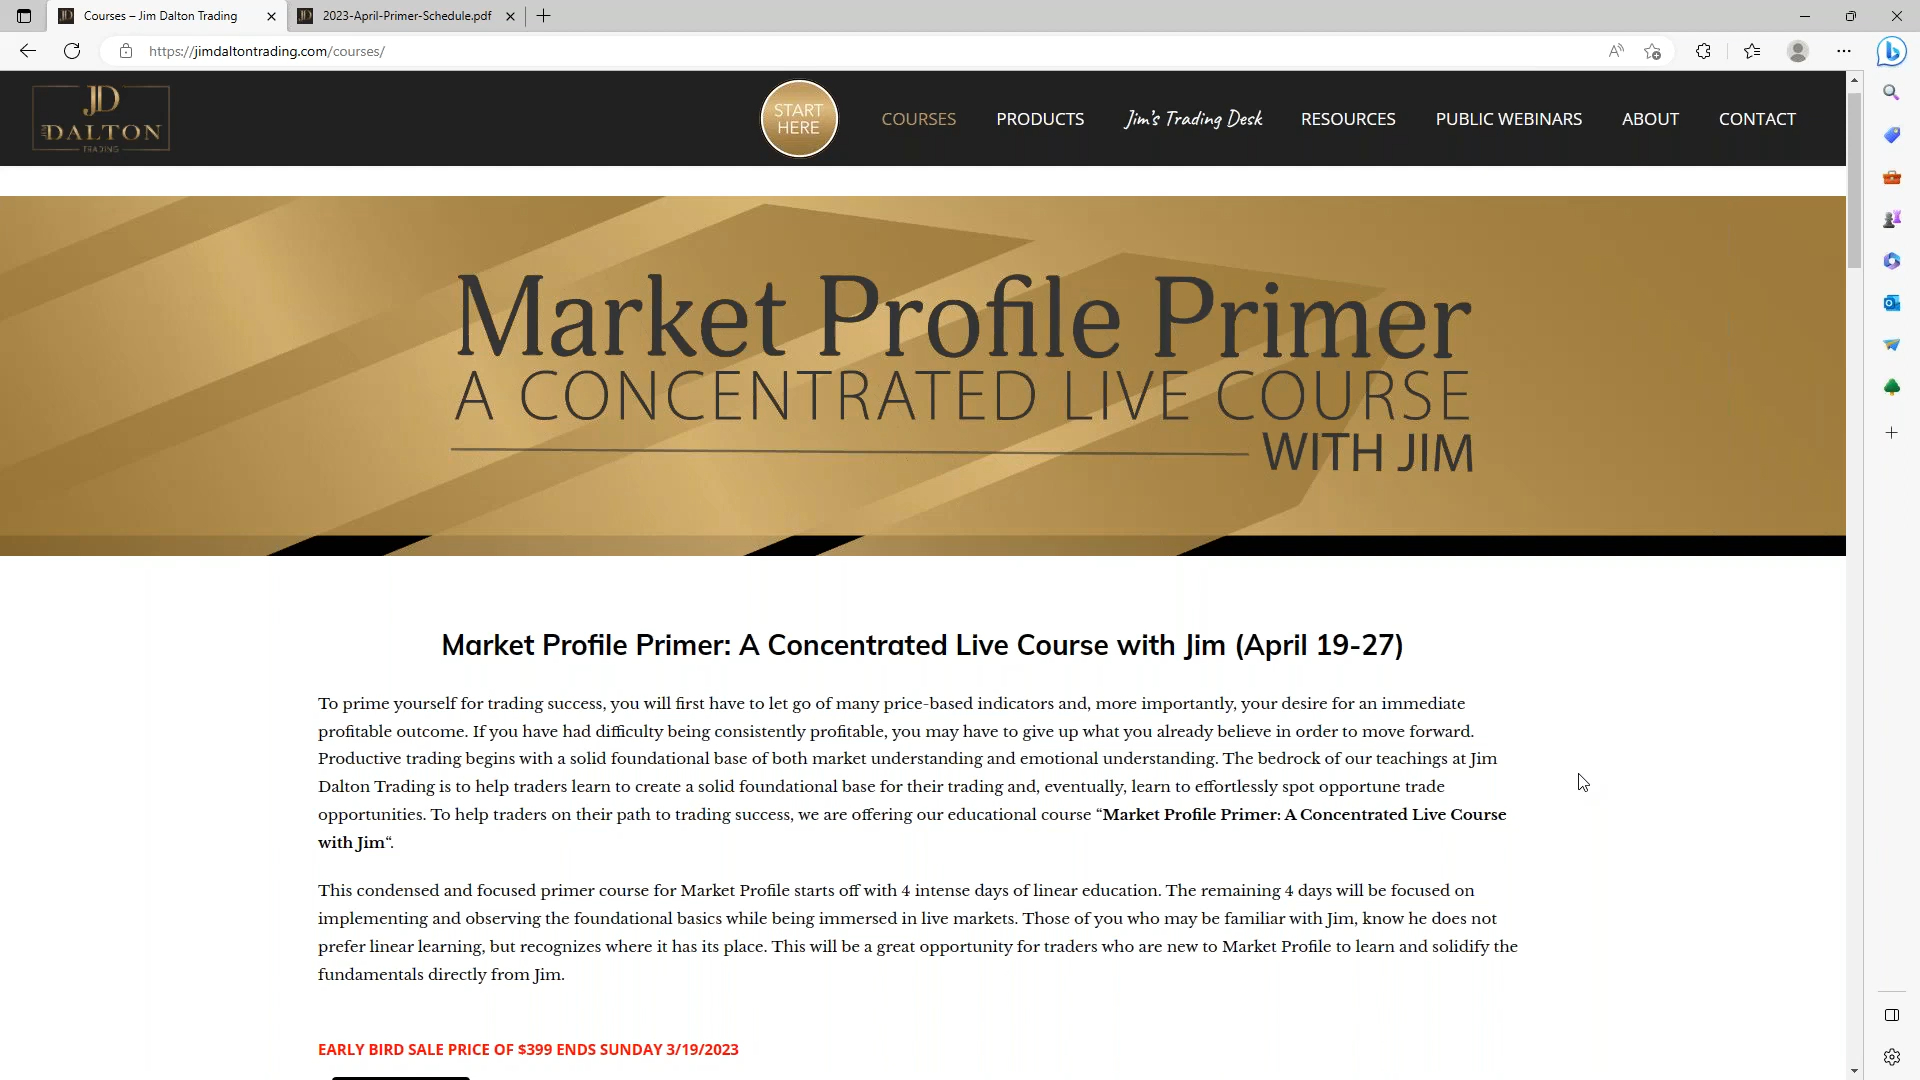 Courses – Jim Dalton Trading
2023-April-Primer-Schedule.pdf
https://jimdaltontrading.com/courses/
JD
JIM
DALTON
TRADING
START
HERE
COURSES
PRODUCTS
Jim's Trading Desk
RESOURCES
PUBLIC WEBINARS
ABOUT
CONTACT
Market Profile Primer
A CONCENTRATED LIVE COURSE
WITH JIM
Market Profile Primer: A Concentrated Live Course with Jim (April 19-27)
To prime yourself for trading success, you will first have to let go of many price-based indicators and, more importantly, your desire for an immediate
profitable outcome. If you have had difficulty being consistently profitable, you may have to give up what you already believe in order to move forward.
Productive trading begins with a solid foundational base of both market understanding and emotional understanding. The bedrock of our teachings at Jim
Dalton Trading is to help traders learn to create a solid foundational base for their trading and, eventually, learn to effortlessly spot opportune trade
opportunities. To help traders on their path to trading success, we are offering our educational course “Market Profile Primer: A Concentrated Live Course
with Jim“.
This condensed and focused primer course for Market Profile starts off with 4 intense days of linear education. The remaining 4 days will be focused on
implementing and observing the foundational basics while being immersed in live markets. Those of you who may be familiar with Jim, know he does not
prefer linear learning, but recognizes where it has its place. This will be a great opportunity for traders who are new to Market Profile to learn and solidify the
fundamentals directly from Jim.
EARLY BIRD SALE PRICE OF $399 ENDS SUNDAY 3/19/2023